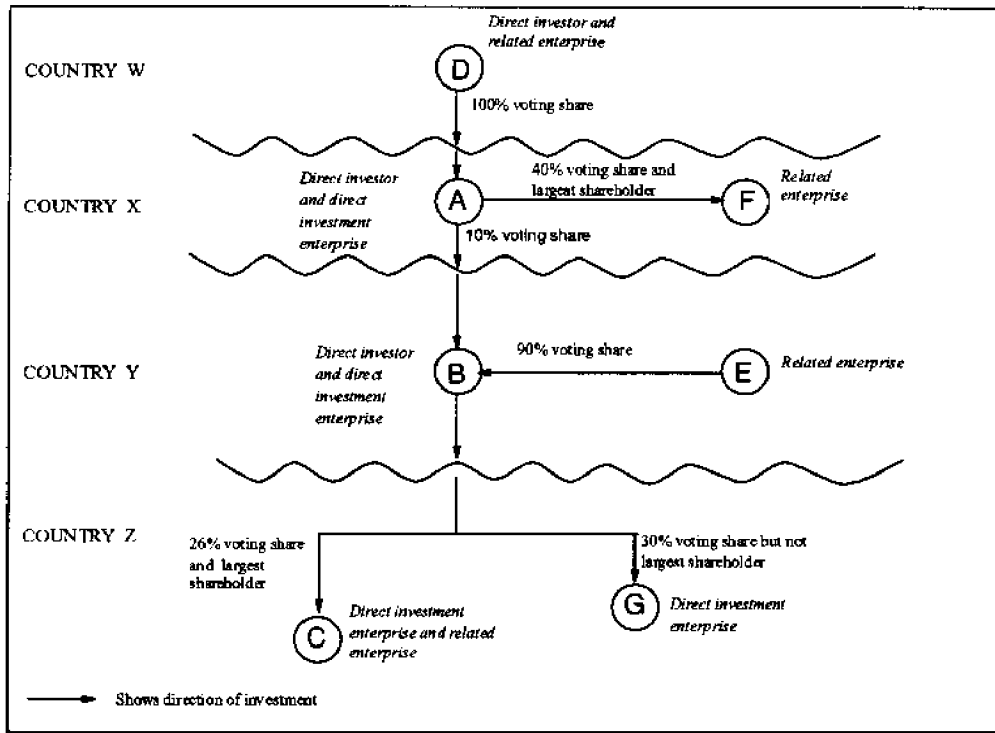 Direct investor and
related enterprise
COUNTRY W
D
100% voting share
40% voting share and
largest shareholder
Related
enterprise
Direct investor
and direct
investment
enterprise
COUNTRY X
A
F
10% voting share
90% voting share
Direct investor
and direct
investment
enterprise
COUNTRY Y
B
E
Related enterprise
COUNTRY Z
26% voting share
and largest
shareholder
30% voting share but not
largest shareholder
C
Direct investment
enterprise and related
enterprise
G
Direct investment
enterprise
Shows direction of investment